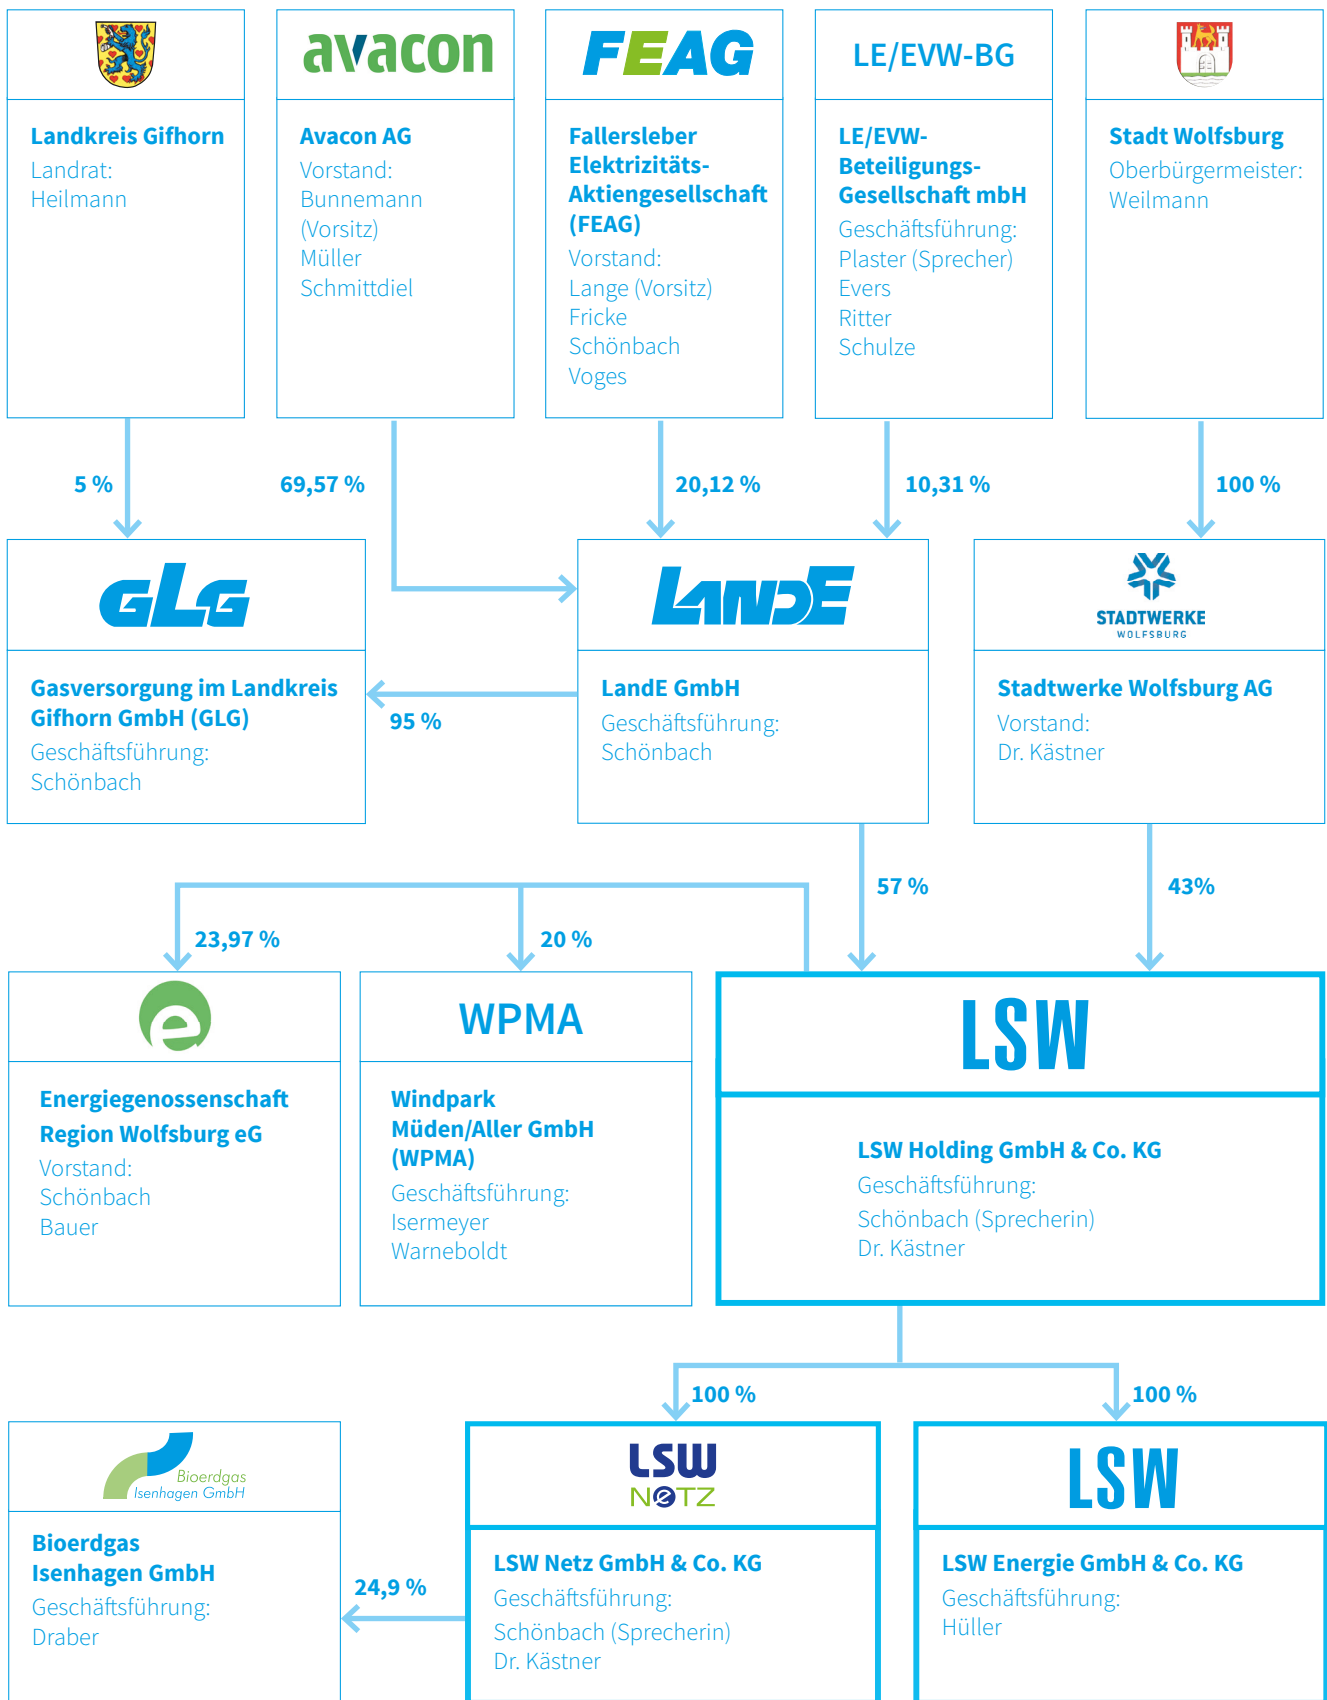 avacon
FEAG
LE/EVW-BG
Landkreis Gifhorn
Landrat:
Heilmann
Avacon AG
Vorstand:
Bunnemann
(Vorsitz)
Müller
Schmittdiel
Fallersleber
Elektrizitäts-
Aktiengesellschaft
(FEAG)
Vorstand:
Lange (Vorsitz)
Fricke
Schönbach
Voges
LE/EVW-
Beteiligungs-
Gesellschaft mbH
Geschäftsführung:
Plaster (Sprecher)
Evers
Ritter
Schulze
Stadt Wolfsburg
Oberbürgermeister:
Weilmann
5 %
69,57 %
20,12 %
10,31 %
100 %
GLG
LANDE
STADTWERKE
WOLFSBURG
Gasversorgung im Landkreis
Gifhorn GmbH (GLG)
Geschäftsführung:
Schönbach
95 %
LandE GmbH
Geschäftsführung:
Schönbach
Stadtwerke Wolfsburg AG
Vorstand:
Dr. Kästner
57 %
43%
23,97 %
20 %
e
WPMA
LSW
Energiegenossenschaft
Region Wolfsburg eG
Vorstand:
Schönbach
Bauer
Windpark
Müden/Aller GmbH
(WPMA)
Geschäftsführung:
Isermeyer
Warneboldt
LSW Holding GmbH & Co. KG
Geschäftsführung:
Schönbach (Sprecherin)
Dr. Kästner
100 %
100 %
Bioerdgas
Isenhagen GmbH
LSW
NETZ
LSW
Bioerdgas
Isenhagen GmbH
Geschäftsführung:
Draber
24,9 %
LSW Netz GmbH & Co. KG
Geschäftsführung:
Schönbach (Sprecherin)
Dr. Kästner
LSW Energie GmbH & Co. KG
Geschäftsführung:
Hüller